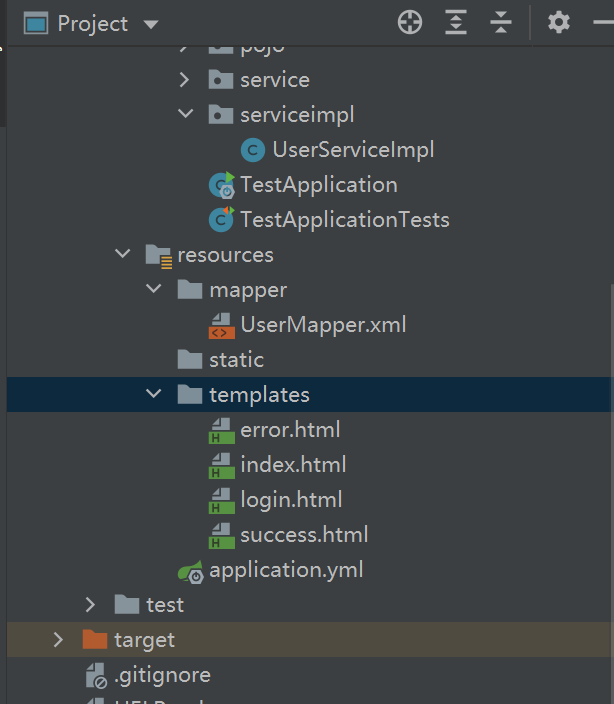 Project
pojo
service
serviceimpl
UserServiceImpl
TestApplication
TestApplicationTests
resources
mapper
UserMapper.xml
static
templates
error.html
index.html
login.html
success.html
application.yml
test
target
.gitignore